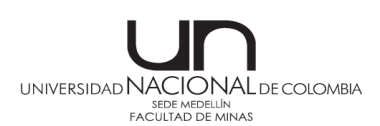 un
UNIVERSIDAD NACIONAL DE COLOMBIA
SEDE MEDELLÍN
FACULTAD DE MINAS